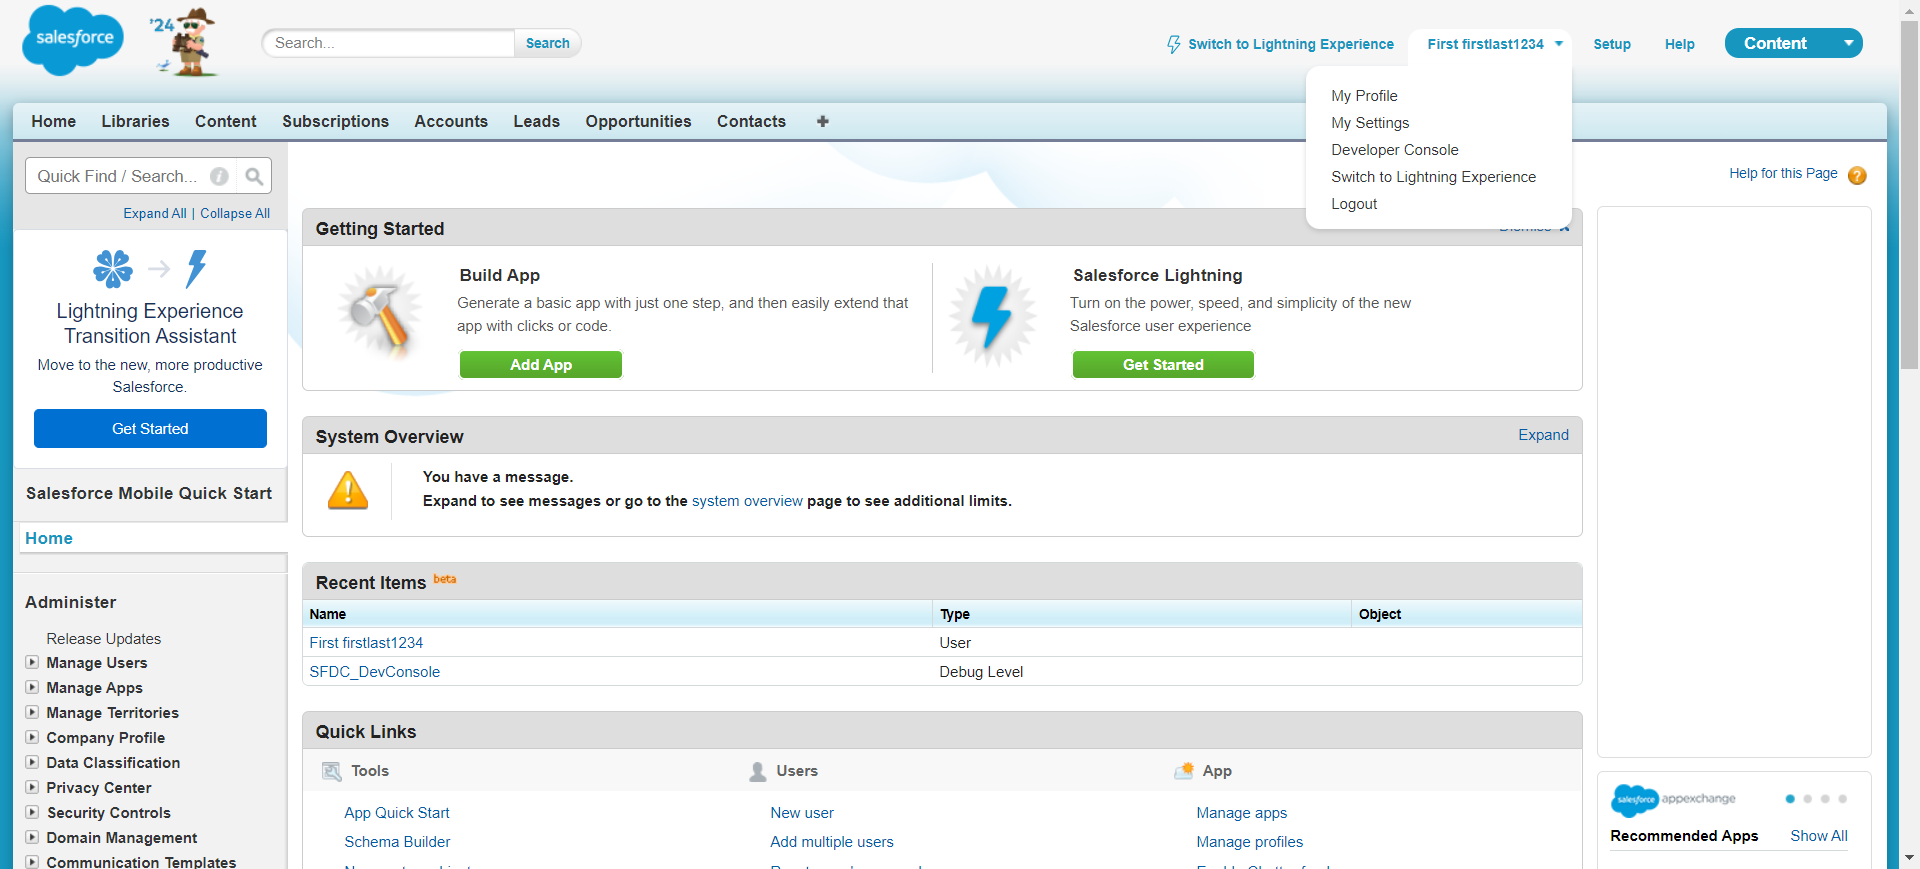 salesforce
'24
Search...
Search
Switch to Lightning Experience
First firstlast1234
Setup
Help
Content
My Profile
My Settings
Developer Console
Switch to Lightning Experience
Logout
Home
Libraries
Content
Subscriptions
Accounts
Leads
Opportunities
Contacts
Quick Find / Search...
Expand All | Collapse All
Help for this Page
Lightning Experience
Transition Assistant
Move to the new, more productive
Salesforce.
Get Started
Salesforce Mobile Quick Start
Home
Administer
Release Updates
Manage Users
Manage Apps
Manage Territories
Company Profile
Data Classification
Privacy Center
Security Controls
Domain Management
Communication Templates
Getting Started
Build App
Generate a basic app with just one step, and then easily extend that
app with clicks or code.
Add App
Salesforce Lightning
Turn on the power, speed, and simplicity of the new
Salesforce user experience
Get Started
System Overview
Expand
You have a message.
Expand to see messages or go to the system overview page to see additional limits.
Recent Items beta
Name Type Object
First firstlast1234 User
SFDC_DevConsole Debug Level
Quick Links
Tools
Users
App
App Quick Start
New user
Manage apps
Schema Builder
Add multiple users
Manage profiles
salesforce appexchange
Recommended Apps
Show All